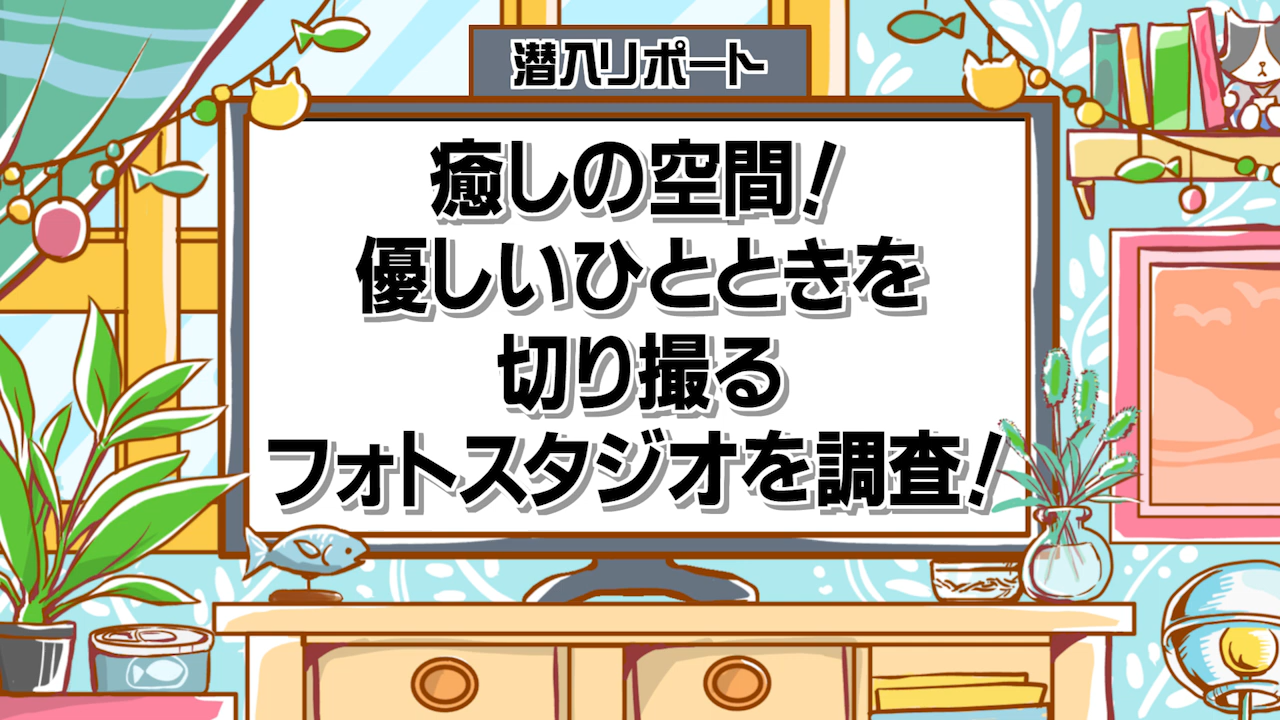 潜入リポート
癒しの空間!
優しいひとときを
切り撮る
フォトスタジオを調査!